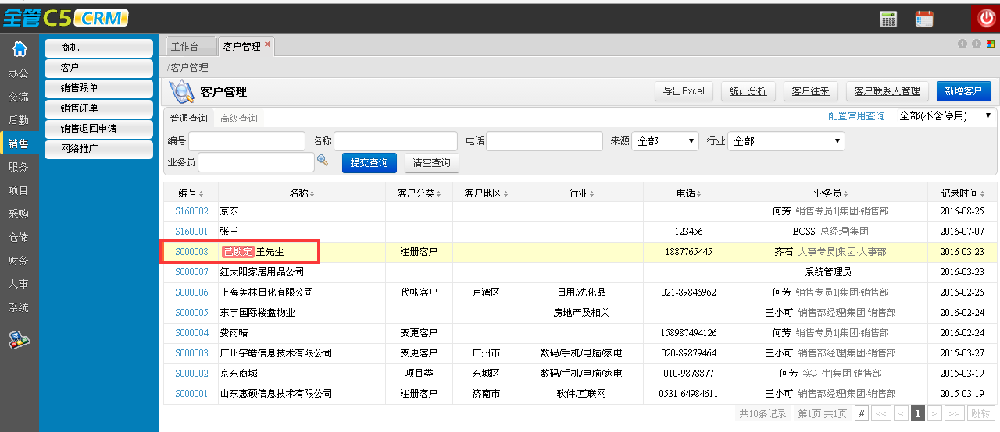 全管C5 CRM
办公
交流
后勤
销售
服务
项目
采购
仓储
财务
人事
系统
商机
客户
销售跟单
销售订单
销售退回申请
网络推广
工作台 客户管理
/客户管理
客户管理 导出Excel 统计分析 客户往来 客户联系人管理 新增客户
普通查询 高级查询 配置常用查询 全部(不含停用)
编号 名称 电话 来源 全部 行业 全部
业务员 提交查询 清空查询
编号 名称 客户分类 客户地区 行业 电话 业务员 记录时间
S160002 京东 何芳 销售专员1|集团·销售部 2016-08-25
S160001 张三 123456 BOSS 总经理|集团 2016-07-07
S000008 已锁定 王先生 注册客户 1887765445 齐石 人事专员|集团·人事部 2016-03-23
S000007 红太阳家居用品公司 系统管理员 2016-03-23
S000006 上海美林日化有限公司 代帐客户 卢湾区 日用/洗化品 021-89846962 何芳 销售专员1|集团·销售部 2016-02-26
S000005 东宇国际楼盘物业 房地产及相关 王小可 销售部经理|集团·销售部 2016-02-24
S000004 费雨晴 变更客户 158987494126 何芳 销售专员1|集团·销售部 2016-02-24
S000003 广州宇皓信息技术有限公司 变更客户 广州市 数码/手机/电脑/家电 020-89879464 王小可 销售部经理|集团·销售部 2015-03-27
S000002 京东商城 项目类 东城区 数码/手机/电脑/家电 010-9878877 何芳 实习生|集团·销售部 2015-03-19
S000001 山东惠硕信息技术有限公司 注册客户 济南市 软件/互联网 0531-64984611 王小可 销售部经理|集团·销售部 2015-03-19
共10条记录 第1页 共1页 # << < 1 > >> 跳转